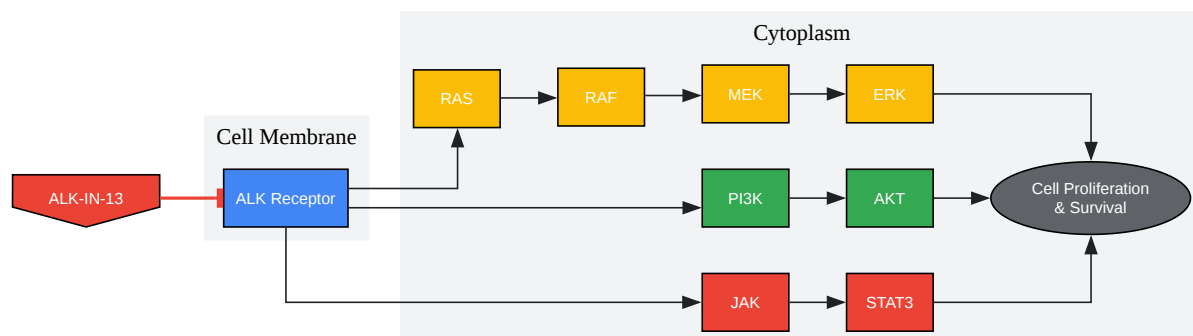 Cytoplasm
RAS
RAF
MEK
ERK
Cell Membrane
ALK-IN-13
ALK Receptor
PI3K
AKT
Cell Proliferation
& Survival
JAK
STAT3